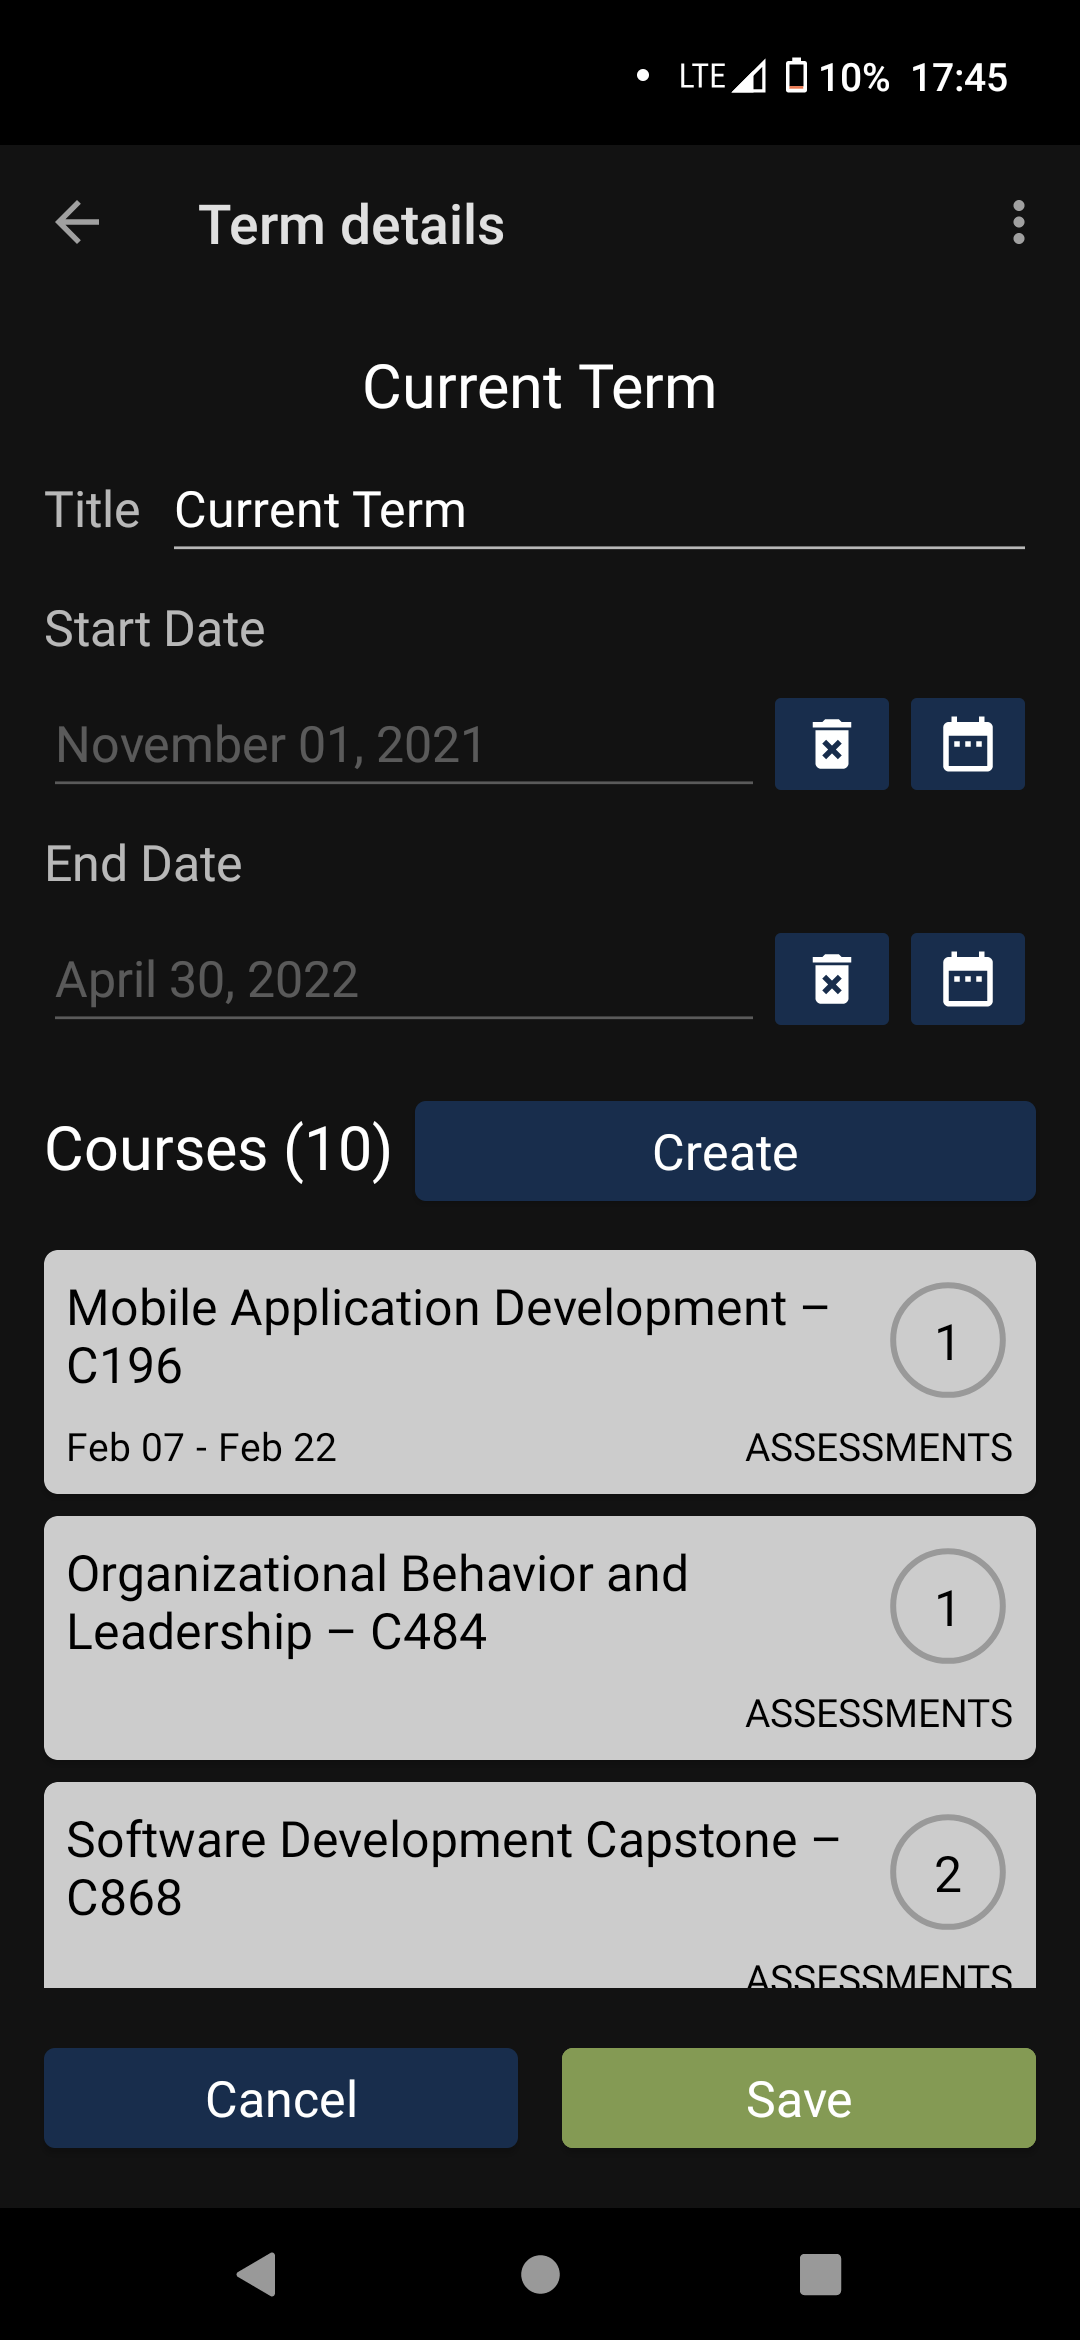 LTE 10% 17:45
Term details
Current Term
Title Current Term
Start Date
November 01, 2021
End Date
April 30, 2022
Courses (10) Create
Mobile Application Development –
C196
1
Feb 07 - Feb 22 ASSESSMENTS
Organizational Behavior and
Leadership – C484
1
ASSESSMENTS
Software Development Capstone –
C868
2
ASSESSMENTS
Cancel Save